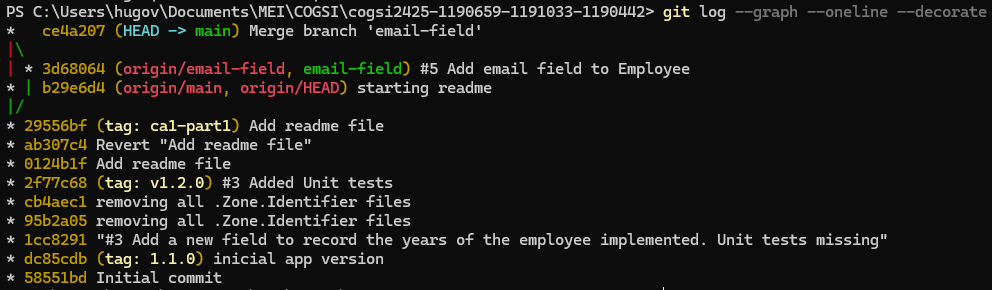 PS C:\Users\hugov\Documents\MEI\COGSI\cogsi2425-1190659-1191033-1190442> git log --graph --oneline --decorate
*   ce4a207 (HEAD -> main) Merge branch 'email-field'
|\
| * 3d68064 (origin/email-field, email-field) #5 Add email field to Employee
* | b29e6d4 (origin/main, origin/HEAD) starting readme
|/
* 29556bf (tag: ca1-part1) Add readme file
* ab307c4 Revert "Add readme file"
* 0124b1f Add readme file
* 2f77c68 (tag: v1.2.0) #3 Added Unit tests
* cb4aec1 removing all .Zone.Identifier files
* 95b2a05 removing all .Zone.Identifier files
* 1cc8291 "#3 Add a new field to record the years of the employee implemented. Unit tests missing"
* dc85cdb (tag: 1.1.0) inicial app version
* 58551bd Initial commit